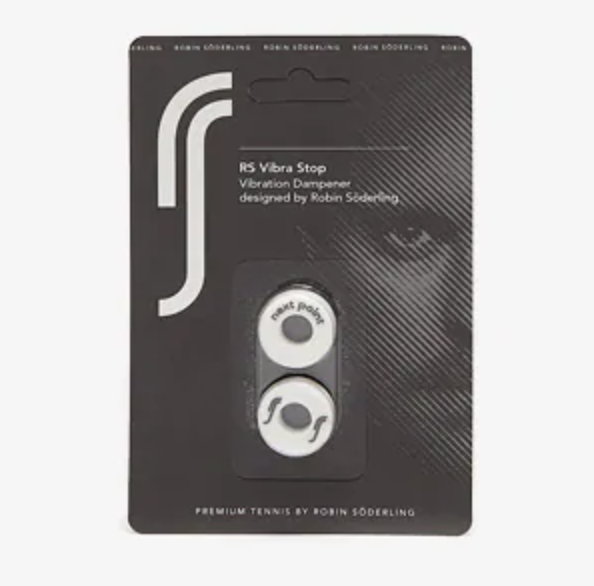 ERLING ROBIN SÖDERLING ROBIN SÖDERLING ROBIN SÖDERLING ROBIN
RS Vibra Stop
Vibration Dampener
designed by Robin Söderling
next point
PREMIUM TENNIS BY ROBIN SÖDERLING